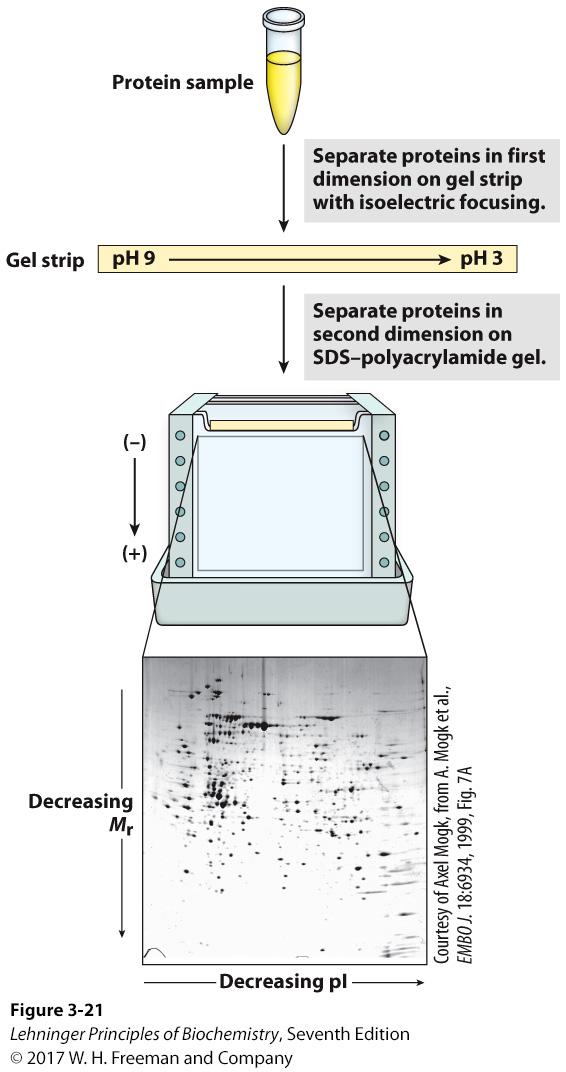 Protein sample
Separate proteins in first
dimension on gel strip
with isoelectric focusing.
Gel strip
pH 9
pH 3
Separate proteins in
second dimension on
SDS–polyacrylamide gel.
(–)
(+)
Decreasing
Mr
Courtesy of Axel Mogk, from A. Mogk et al.,
EMBO J. 18:6934, 1999, Fig. 7A
Decreasing pI
Figure 3-21
Lehninger Principles of Biochemistry, Seventh Edition
© 2017 W. H. Freeman and Company